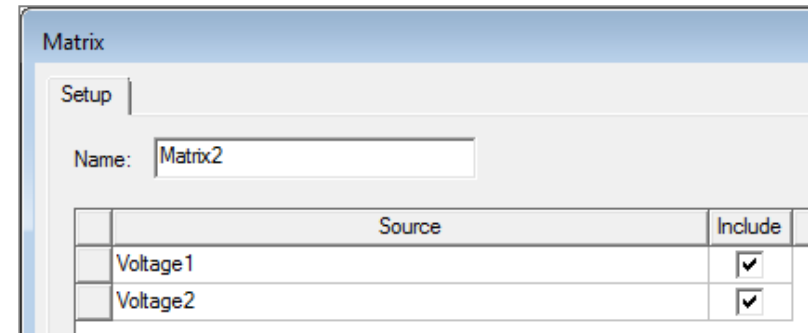 Matrix
Setup
Name: Matrix2
Source Include
Voltage1
Voltage2